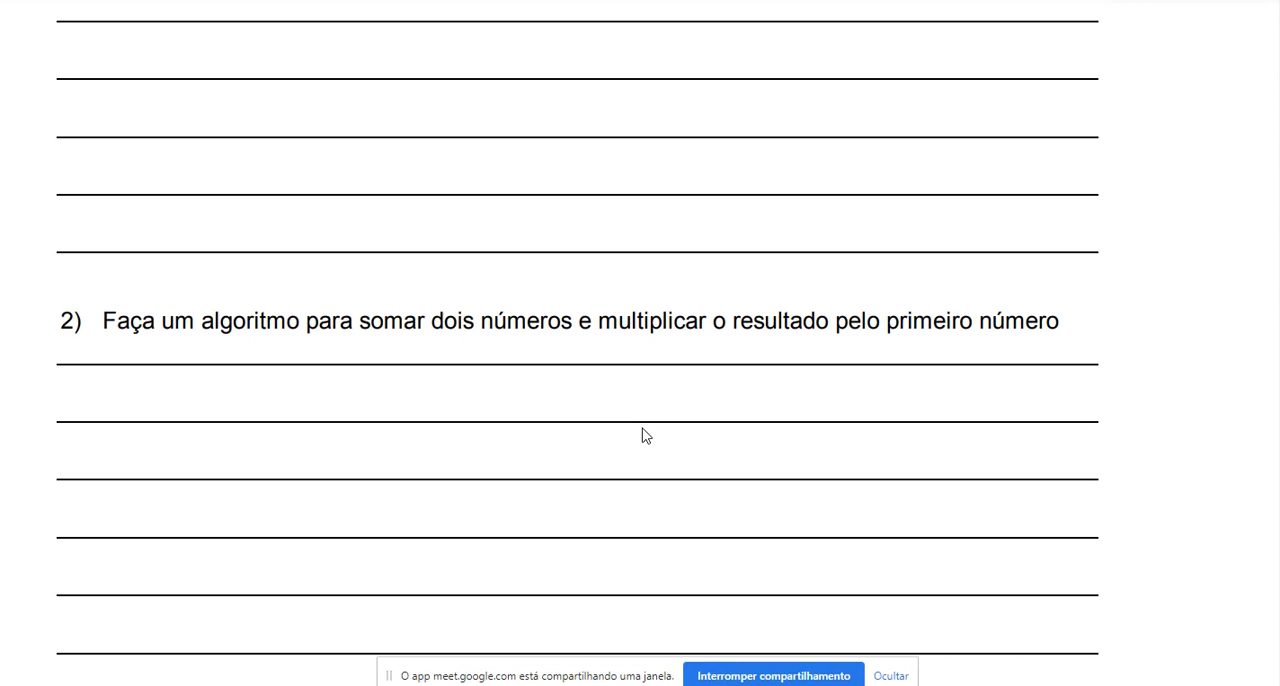 2) Faça um algoritmo para somar dois números e multiplicar o resultado pelo primeiro número
|| O app meet.google.com está compartilhando uma janela. Interromper compartilhamento Ocultar